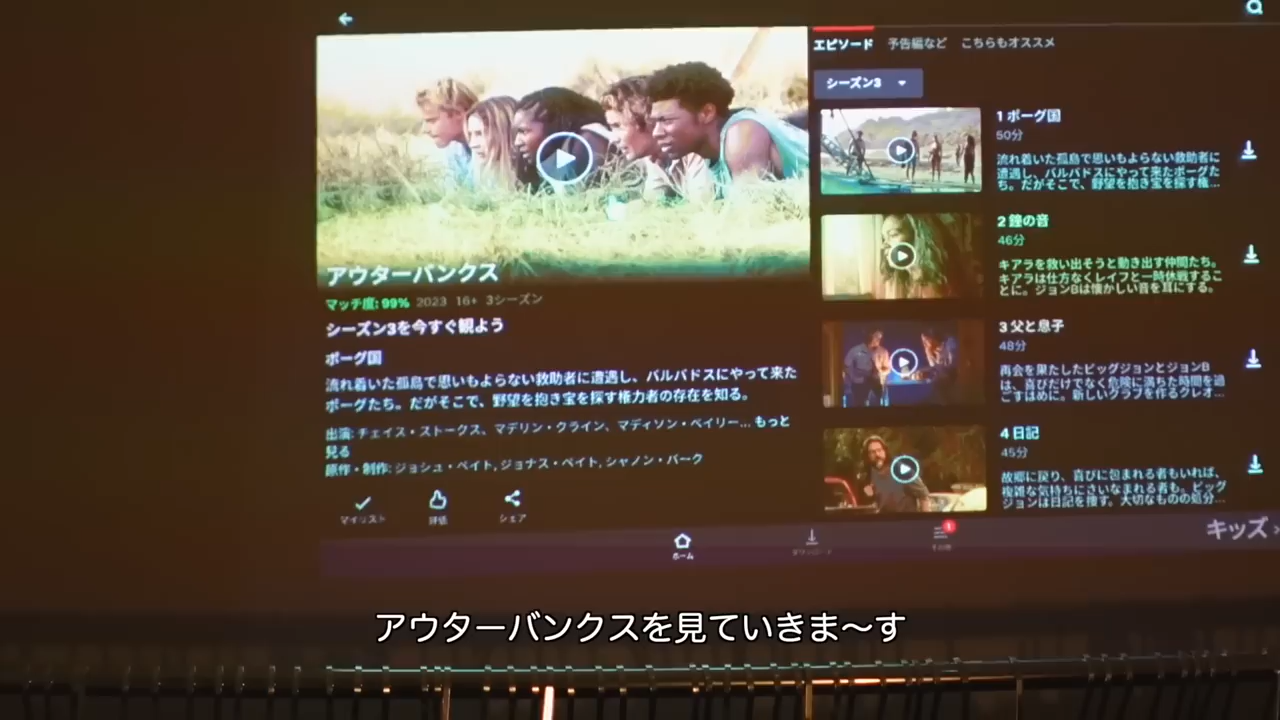 アウターバンクス
マッチ度: 99% 2023 16+ 3シーズン
シーズン3を今すぐ観よう
ポーグ国
流れ着いた孤島で思いもよらない救助者に遭遇し、バルバドスにやって来た
ポーグたち。だがそこで、野望を抱き宝を探す権力者の存在を知る。
出演: チェイス・ストークス、マデリン・クライン、マディソン・ベイリー... もっと
見る
原作・制作: ジョシュ・ペイト, ジョナス・ペイト, シャノン・バーク
マイリスト 評価 シェア
エピソード 予告編など こちらもオススメ
シーズン3
1 ポーグ国
50分
流れ着いた孤島で思いもよらない救助者に
遭遇し、バルバドスにやって来たポーグた
ち。だがそこで、野望を抱き宝を探す権...
2 鐘の音
46分
キアラを救い出そうと動き出す仲間たち。
キアラは仕方なくレイフと一時休戦するこ
とに。ジョンBは懐かしい音を耳にする。
3 父と息子
48分
再会を果たしたビッグジョンとジョンB
は、喜びだけでなく危険に満ちた時間を過
ごすはめに。新しいクラブを作るクレオ...
4 日記
45分
故郷に戻り、喜びに包まれる者もいれば、
複雑な気持ちにさいなまれる者も。ビッグ
ジョンは日記を捜す。大切なものの処分...
ホーム ダウンロード その他 1
キッズ
アウターバンクスを見ていきま〜す